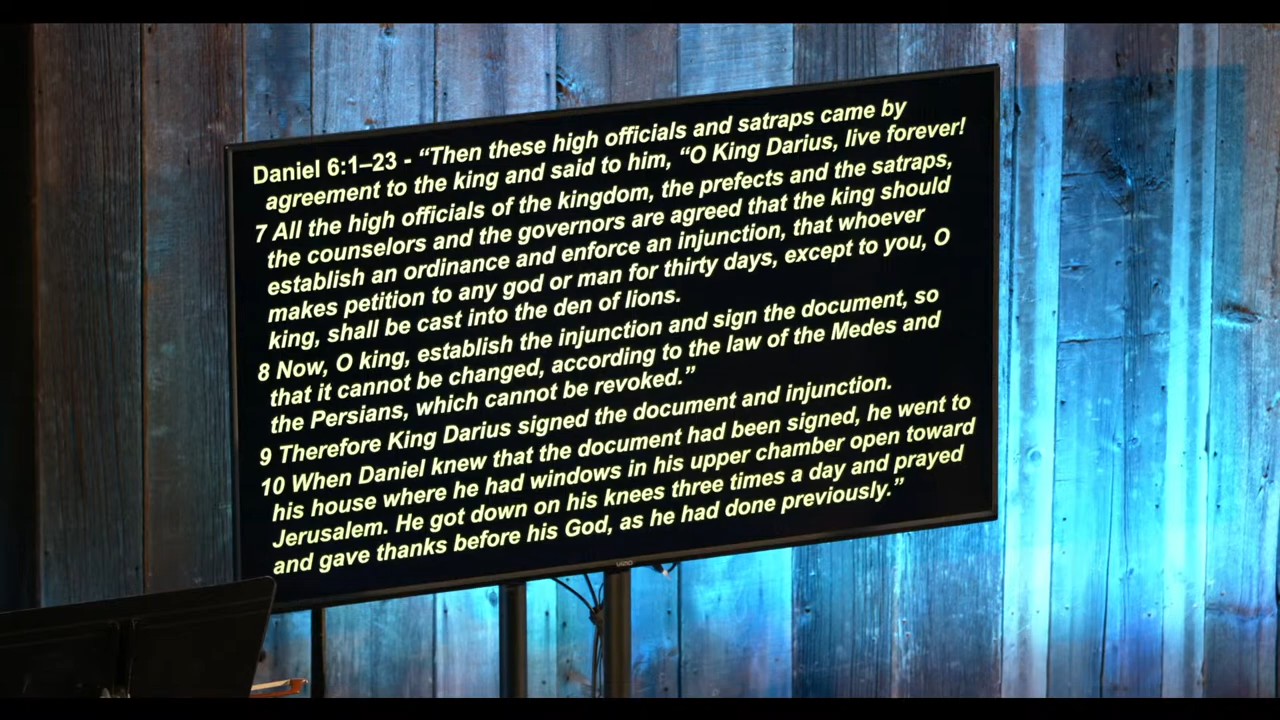 Daniel 6:1–23 - “Then these high officials and satraps came by
agreement to the king and said to him, “O King Darius, live forever!
7 All the high officials of the kingdom, the prefects and the satraps,
the counselors and the governors are agreed that the king should
establish an ordinance and enforce an injunction, that whoever
makes petition to any god or man for thirty days, except to you, O
king, shall be cast into the den of lions.
8 Now, O king, establish the injunction and sign the document, so
that it cannot be changed, according to the law of the Medes and
the Persians, which cannot be revoked.”
9 Therefore King Darius signed the document and injunction.
10 When Daniel knew that the document had been signed, he went to
his house where he had windows in his upper chamber open toward
Jerusalem. He got down on his knees three times a day and prayed
and gave thanks before his God, as he had done previously.”
VIZIO